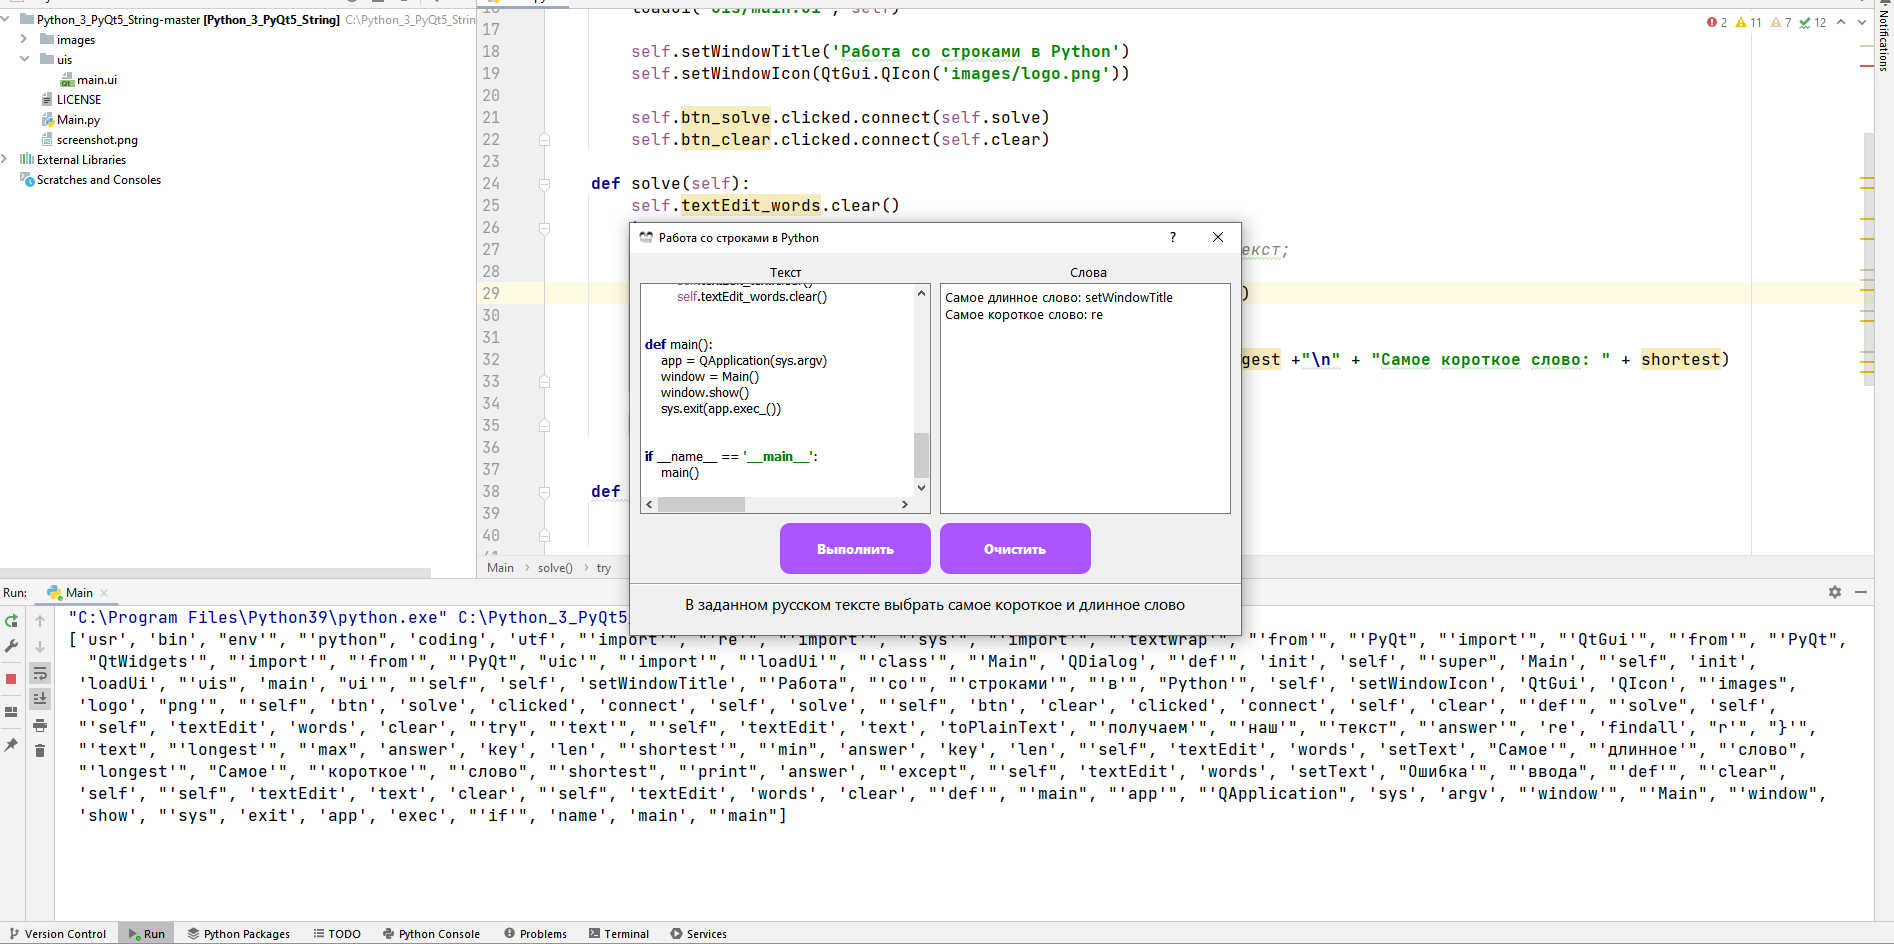 Python_3_PyQt5_String-master [Python_3_PyQt5_String] C:\Python_3_PyQt5_Strin
images
uis
main.ui
LICENSE
Main.py
screenshot.png
External Libraries
Scratches and Consoles
2 11 7 12
Notifications
17
18 self.setWindowTitle('Работа со строками в Python')
19 self.setWindowIcon(QtGui.QIcon('images/logo.png'))
20
21 self.btn_solve.clicked.connect(self.solve)
22 self.btn_clear.clicked.connect(self.clear)
23
24 def solve(self):
25 self.textEdit_words.clear()
26
27 екст;
28
29 )
30
31
32 gest +"\n" + "Самое короткое слово: " + shortest)
33
34
35
36
37
38 def
39
40
Main › solve() › try
Работа со строками в Python ?
Текст
self.textEdit_words.clear()
def main():
app = QApplication(sys.argv)
window = Main()
window.show()
sys.exit(app.exec_())
if __name__ == '__main__':
main()
Слова
Самое длинное слово: setWindowTitle
Самое короткое слово: re
Выполнить Очистить
В заданном русском тексте выбрать самое короткое и длинное слово
Run: Main
"C:\Program Files\Python39\python.exe" C:\Python_3_PyQt5
['usr', 'bin', "env'", "'python", 'coding', 'utf', "'import'", "'re'", "'import'", "'sys'", "'import'", "'textwrap'", "'from'", "'PyQt", "'import'", "'QtGui'", "'from'", "'PyQt",
"QtWidgets'", "'import'", "'from'", "'PyQt", "uic'", "'import'", "'loadUi'", "'class'", "'Main", 'QDialog', "'def'", 'init', 'self', "'super", 'Main', "'self", 'init',
'loadUi', "'uis", 'main', "ui'", "'self", 'self', 'setWindowTitle', "'Работа", "'со'", "'строками'", "'в'", "Python'", 'self', 'setWindowIcon', 'QtGui', 'QIcon', "'images",
'logo', "png'", "'self", 'btn', 'solve', 'clicked', 'connect', 'self', 'solve', "'self", 'btn', 'clear', 'clicked', 'connect', 'self', 'clear', "'def'", "'solve", 'self',
"'self", 'textEdit', 'words', 'clear', "'try", "'text'", "'self", 'textEdit', 'text', 'toPlainText', "'получаем'", "'наш'", "'текст", "'answer'", 're', 'findall', "r'", "}'",
"'text", "'longest'", "'max", 'answer', 'key', 'len', "'shortest'", "'min", 'answer', 'key', 'len', "'self", 'textEdit', 'words', 'setText', "Самое'", "'длинное'", "'слово",
"'longest'", "Самое'", "'короткое'", "'слово", "'shortest", "'print", 'answer', "'except", "'self", 'textEdit', 'words', 'setText', "Ошибка'", "'ввода", "'def'", "'clear",
'self', "'self", 'textEdit', 'text', 'clear', "'self", 'textEdit', 'words', 'clear', "'def'", "'main", "'app'", "'QApplication", 'sys', 'argv', "'window'", "'Main", "'window",
'show', "'sys", 'exit', 'app', 'exec', "'if'", 'name', 'main', "'main"]
Version Control Run Python Packages TODO Python Console Problems Terminal Services